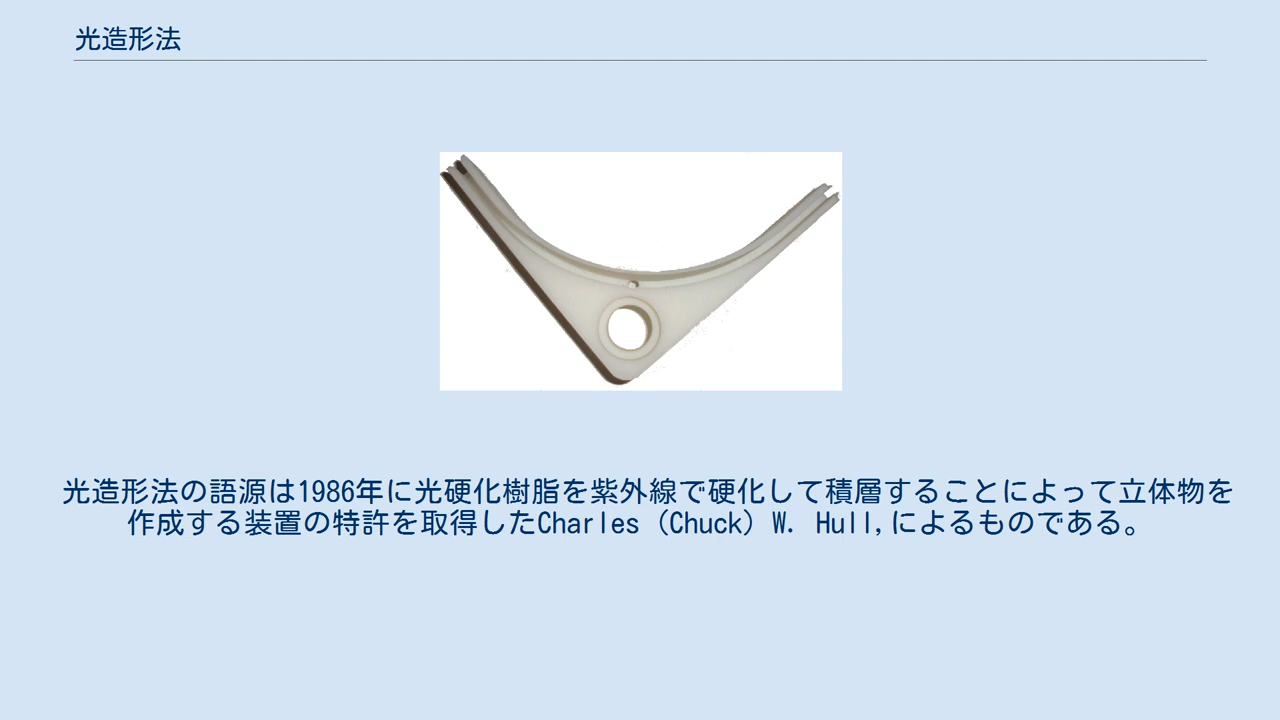 光造形法
光造形法の語源は1986年に光硬化樹脂を紫外線で硬化して積層することによって立体物を
作成する装置の特許を取得したCharles（Chuck）W. Hull,によるものである。